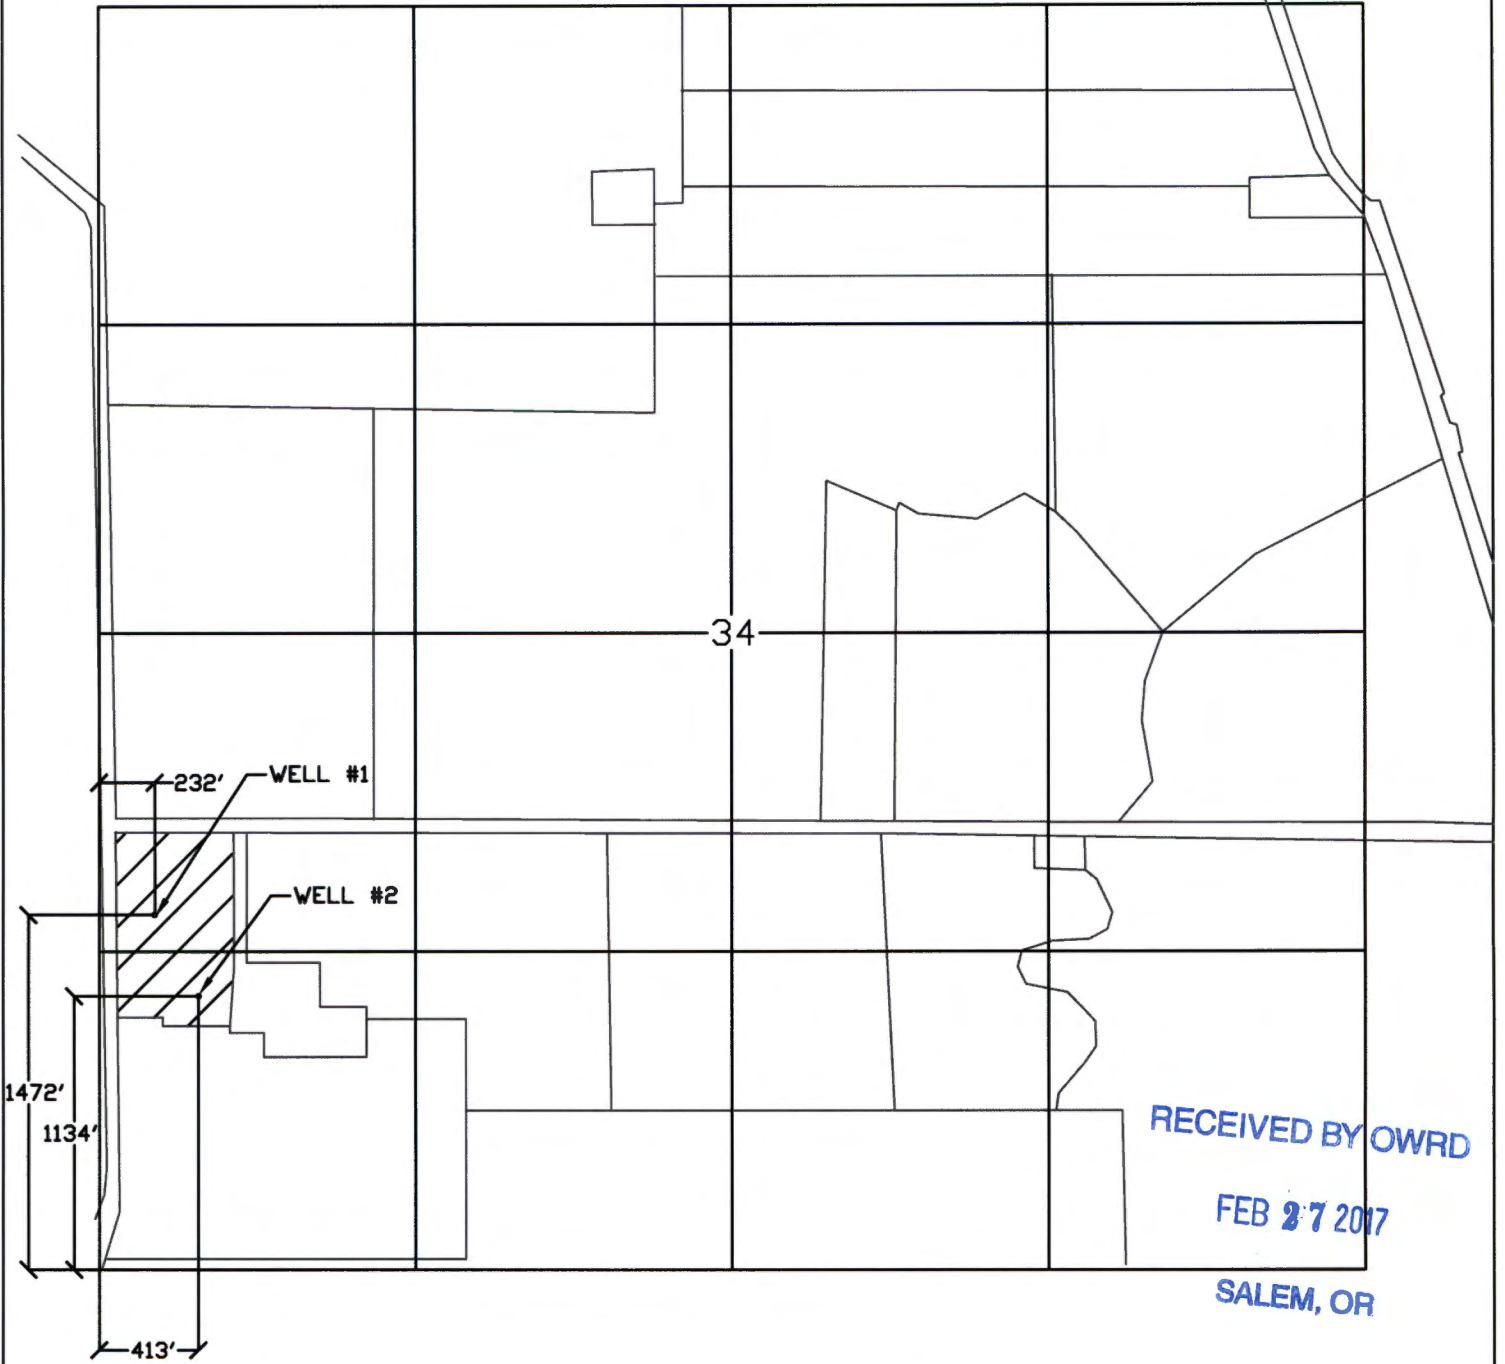 34
232'
WELL #1
WELL #2
1472'
1134'
413'
RECEIVED BY OWRD
FEB 27 2017
SALEM, OR